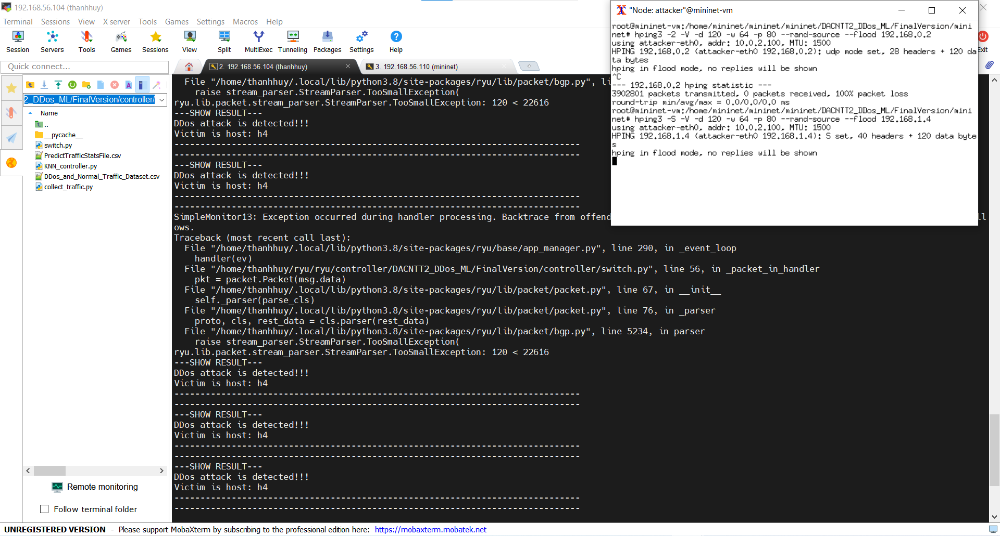 192.168.56.104 (thanhhuy)
Terminal Sessions View X server Tools Games Settings Macros Help
Session Servers Tools Games Sessions View Split MultiExec Tunneling Packages Settings Help
Exit
Quick connect...
2. 192.168.56.104 (thanhhuy)
3. 192.168.56.110 (mininet)
2_DDos_ML/FinalVersion/controller/
Name
..
__pycache__
switch.py
PredictTrafficStatsFile.csv
KNN_controller.py
DDos_and_Normal_Traffic_Dataset.csv
collect_traffic.py
Remote monitoring
Follow terminal folder
File "/home/thanhhuy/.local/lib/python3.8/site-packages/ryu/lib/packet/bgp.py", li
raise stream_parser.StreamParser.TooSmallException(
ryu.lib.packet.stream_parser.StreamParser.TooSmallException: 120 < 22616
---SHOW RESULT---
DDos attack is detected!!!
Victim is host: h4
------------------------------------------------------------------------------
------------------------------------------------------------------------------
---SHOW RESULT---
DDos attack is detected!!!
Victim is host: h4
------------------------------------------------------------------------------
------------------------------------------------------------------------------
SimpleMonitor13: Exception occurred during handler processing. Backtrace from offend
ll
ows.
Traceback (most recent call last):
File "/home/thanhhuy/.local/lib/python3.8/site-packages/ryu/base/app_manager.py", line 290, in _event_loop
handler(ev)
File "/home/thanhhuy/ryu/ryu/controller/DACNTT2_DDos_ML/FinalVersion/controller/switch.py", line 56, in _packet_in_handler
pkt = packet.Packet(msg.data)
File "/home/thanhhuy/.local/lib/python3.8/site-packages/ryu/lib/packet/packet.py", line 67, in __init__
self._parser(parse_cls)
File "/home/thanhhuy/.local/lib/python3.8/site-packages/ryu/lib/packet/packet.py", line 76, in _parser
proto, cls, rest_data = cls.parser(rest_data)
File "/home/thanhhuy/.local/lib/python3.8/site-packages/ryu/lib/packet/bgp.py", line 5234, in parser
raise stream_parser.StreamParser.TooSmallException(
ryu.lib.packet.stream_parser.StreamParser.TooSmallException: 120 < 22616
---SHOW RESULT---
DDos attack is detected!!!
Victim is host: h4
------------------------------------------------------------------------------
------------------------------------------------------------------------------
---SHOW RESULT---
DDos attack is detected!!!
Victim is host: h4
------------------------------------------------------------------------------
------------------------------------------------------------------------------
---SHOW RESULT---
DDos attack is detected!!!
Victim is host: h4
------------------------------------------------------------------------------
------------------------------------------------------------------------------
"Node: attacker"@mininet-vm
root@mininet-vm:/home/mininet/mininet/mininet/DACNTT2_DDos_ML/FinalVersion/mini
net# hping3 -2 -V -d 120 -w 64 -p 80 --rand-source --flood 192.168.0.2
using attacker-eth0, addr: 10.0.2.100, MTU: 1500
HPING 192.168.0.2 (attacker-eth0 192.168.0.2): udp mode set, 28 headers + 120 da
ta bytes
hping in flood mode, no replies will be shown
^C
--- 192.168.0.2 hping statistic ---
3902801 packets transmitted, 0 packets received, 100% packet loss
round-trip min/avg/max = 0.0/0.0/0.0 ms
root@mininet-vm:/home/mininet/mininet/mininet/DACNTT2_DDos_ML/FinalVersion/mini
net# hping3 -S -V -d 120 -w 64 -p 80 --rand-source --flood 192.168.1.4
using attacker-eth0, addr: 10.0.2.100, MTU: 1500
HPING 192.168.1.4 (attacker-eth0 192.168.1.4): S set, 40 headers + 120 data byte
s
hping in flood mode, no replies will be shown
UNREGISTERED VERSION - Please support MobaXterm by subscribing to the professional edition here: https://mobaxterm.mobatek.net